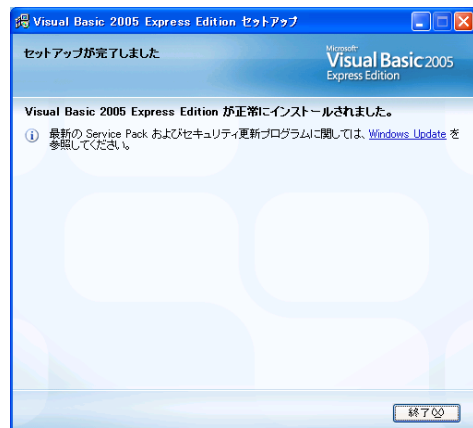 Visual Basic 2005 Express Edition セットアップ
セットアップが完了しました
Microsoft
Visual Basic 2005
Express Edition
Visual Basic 2005 Express Edition が正常にインストールされました。
最新の Service Pack およびセキュリティ更新プログラムに関しては、Windows Update を
参照してください。
終了(X)